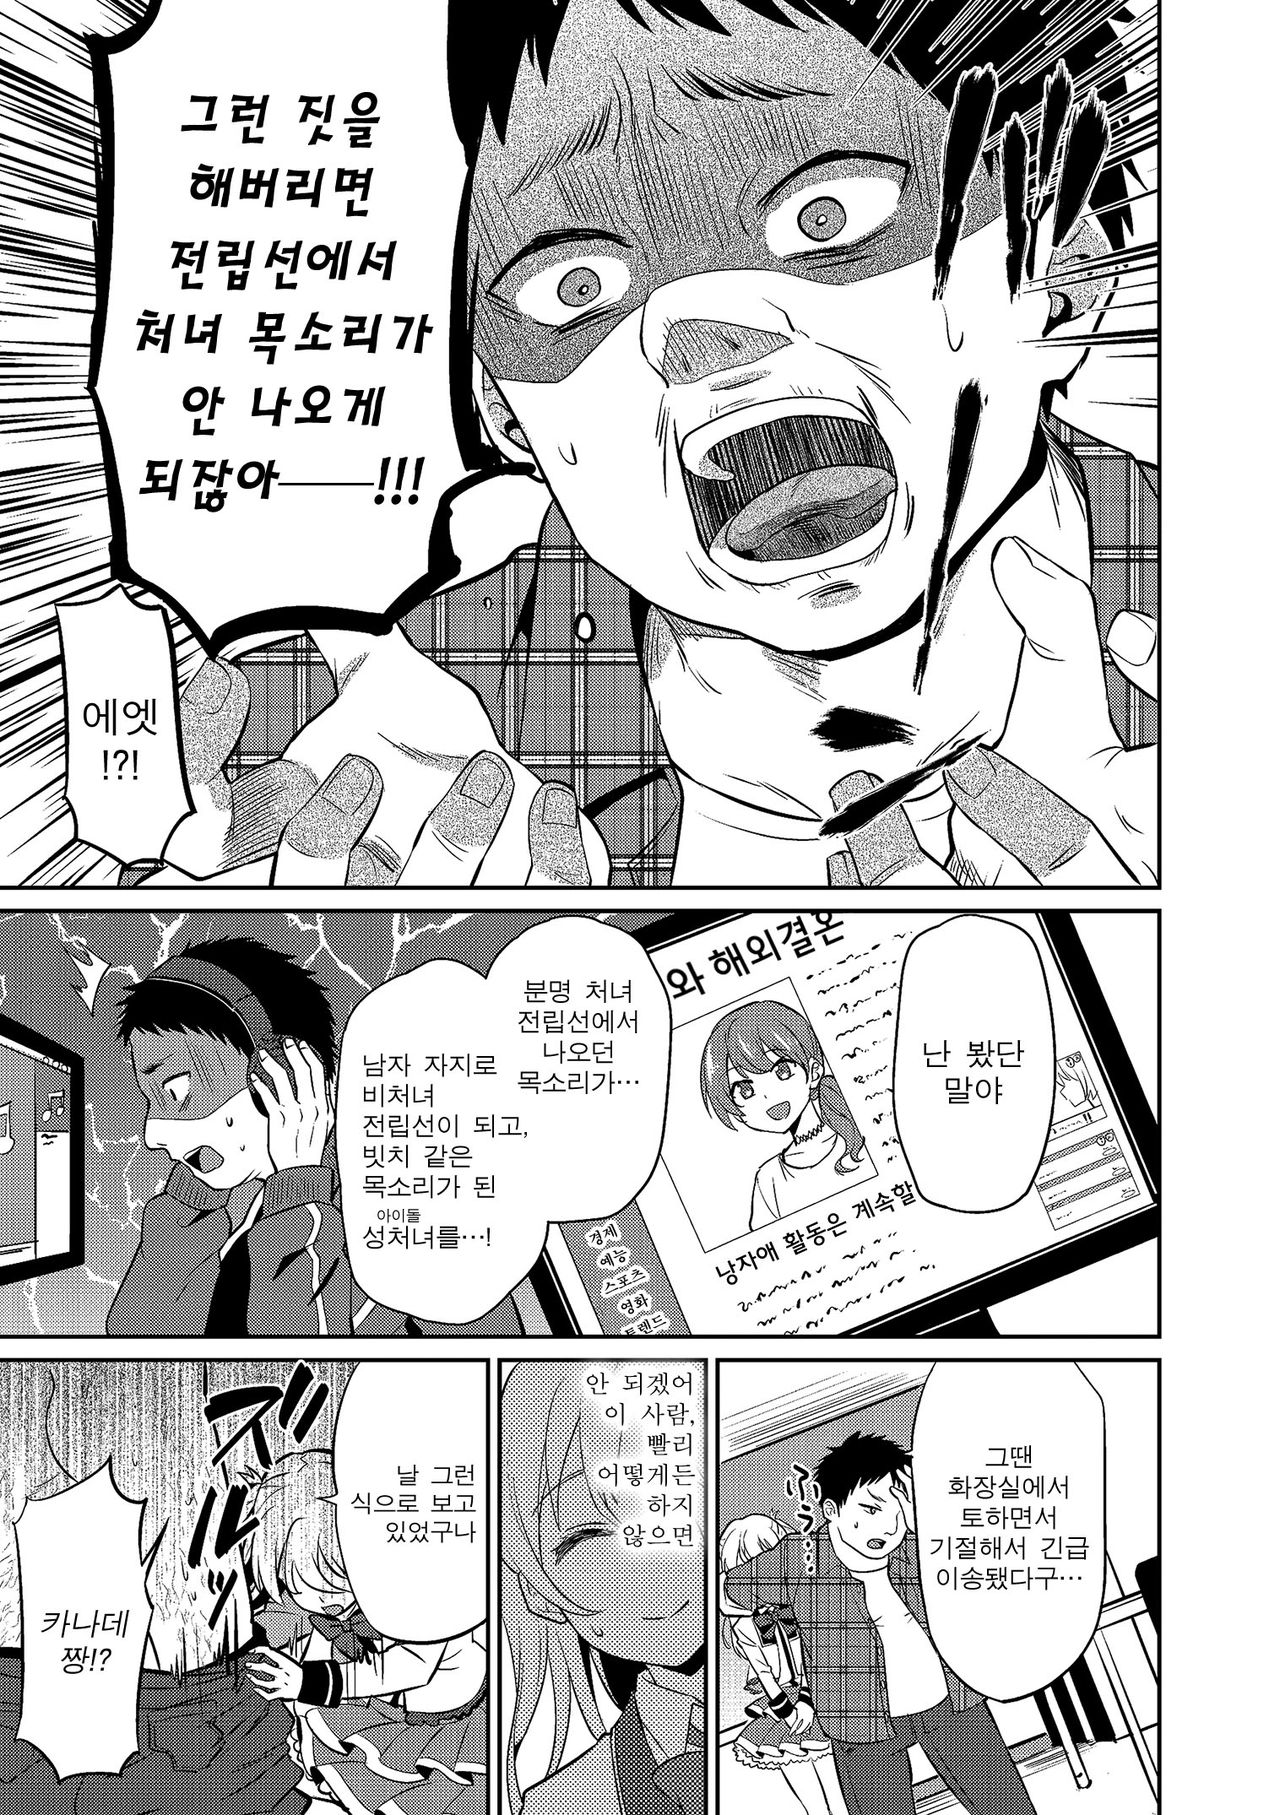 그런 짓을
해버리면
전립선에서
처녀 목소리가
안 나오게
되잖아——!!!
에엣
!?!
난 봤단
말야
와 해외결혼
낭자애 활동은 계속할
경제
예능
스포츠
영화
트렌드
분명 처녀
전립선에서
나오던
목소리가…
남자 자지로
비처녀
전립선이 되고,
빗치 같은
목소리가 된
아이돌
성처녀를…!
그땐
화장실에서
토하면서
기절해서 긴급
이송됐다구…
ふぅぅ…
안 되겠어
이 사람,
빨리
어떻게든
하지
않으면
날 그런
식으로 보고
있었구나
ズルッ
카나데
짱!?